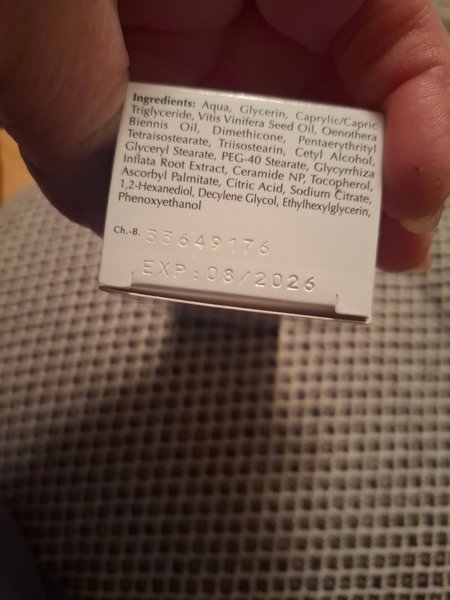 Ingredients: Aqua, Glycerin, Caprylic/Capric
Triglyceride, Vitis Vinifera Seed Oil, Oenothera
Biennis Oil, Dimethicone, Pentaerythrityl
Tetraisostearate, Triisostearin, Cetyl Alcohol,
Glyceryl Stearate, PEG-40 Stearate, Glycyrrhiza
Inflata Root Extract, Ceramide NP, Tocopherol,
Ascorbyl Palmitate, Citric Acid, Sodium Citrate,
1,2-Hexanediol, Decylene Glycol, Ethylhexylglycerin,
Phenoxyethanol
Ch.-B. 33649176
EXP:08/2026